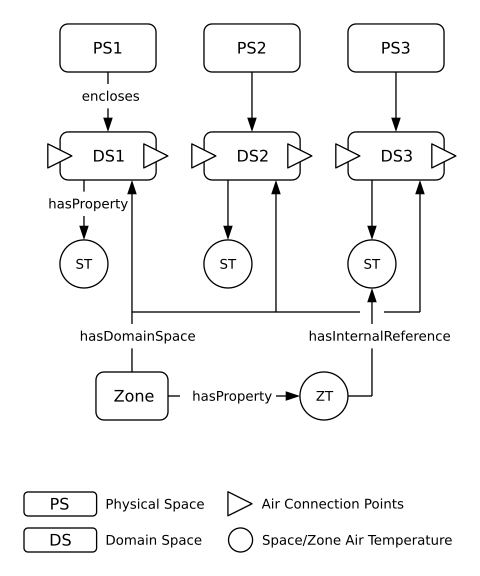 PS1 PS2 PS3
encloses
DS1 DS2 DS3
hasProperty
ST ST ST
hasDomainSpace hasInternalReference
Zone hasProperty ZT
PS Physical Space Air Connection Points
DS Domain Space Space/Zone Air Temperature